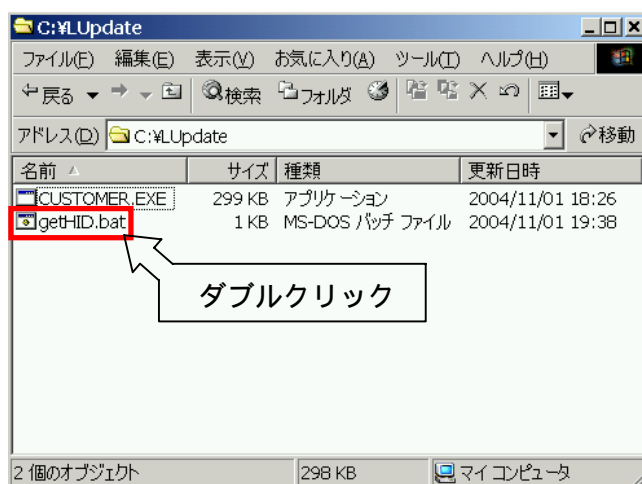 C:¥LUpdate
ファイル(F) 編集(E) 表示(V) お気に入り(A) ツール(T) ヘルプ(H)
戻る 検索 フォルダ
アドレス(D) C:¥LUpdate 移動
名前 サイズ 種類 更新日時
CUSTOMER.EXE 299 KB アプリケーション 2004/11/01 18:26
getHID.bat 1 KB MS-DOS バッチ ファイル 2004/11/01 19:38
ダブルクリック
2 個のオブジェクト 298 KB マイ コンピュータ